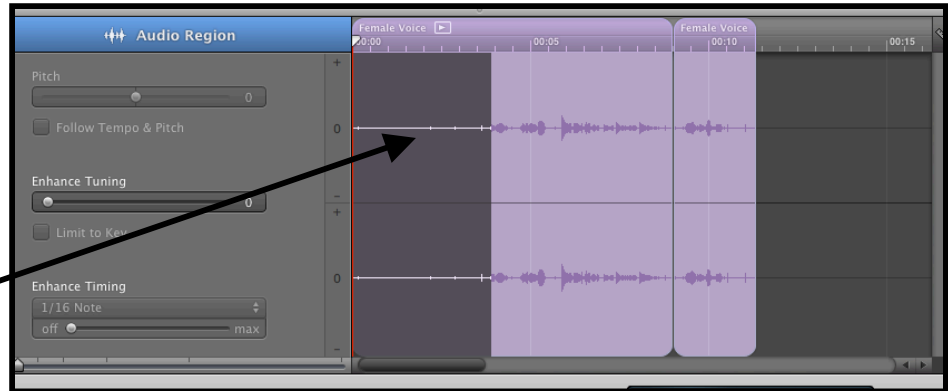 Audio Region
Pitch
0
Follow Tempo & Pitch
Enhance Tuning
0
Limit to Key
Enhance Timing
1/16 Note
off
max
+
0
-
+
0
-
Female Voice
Female Voice
00:00
00:05
00:10
00:15